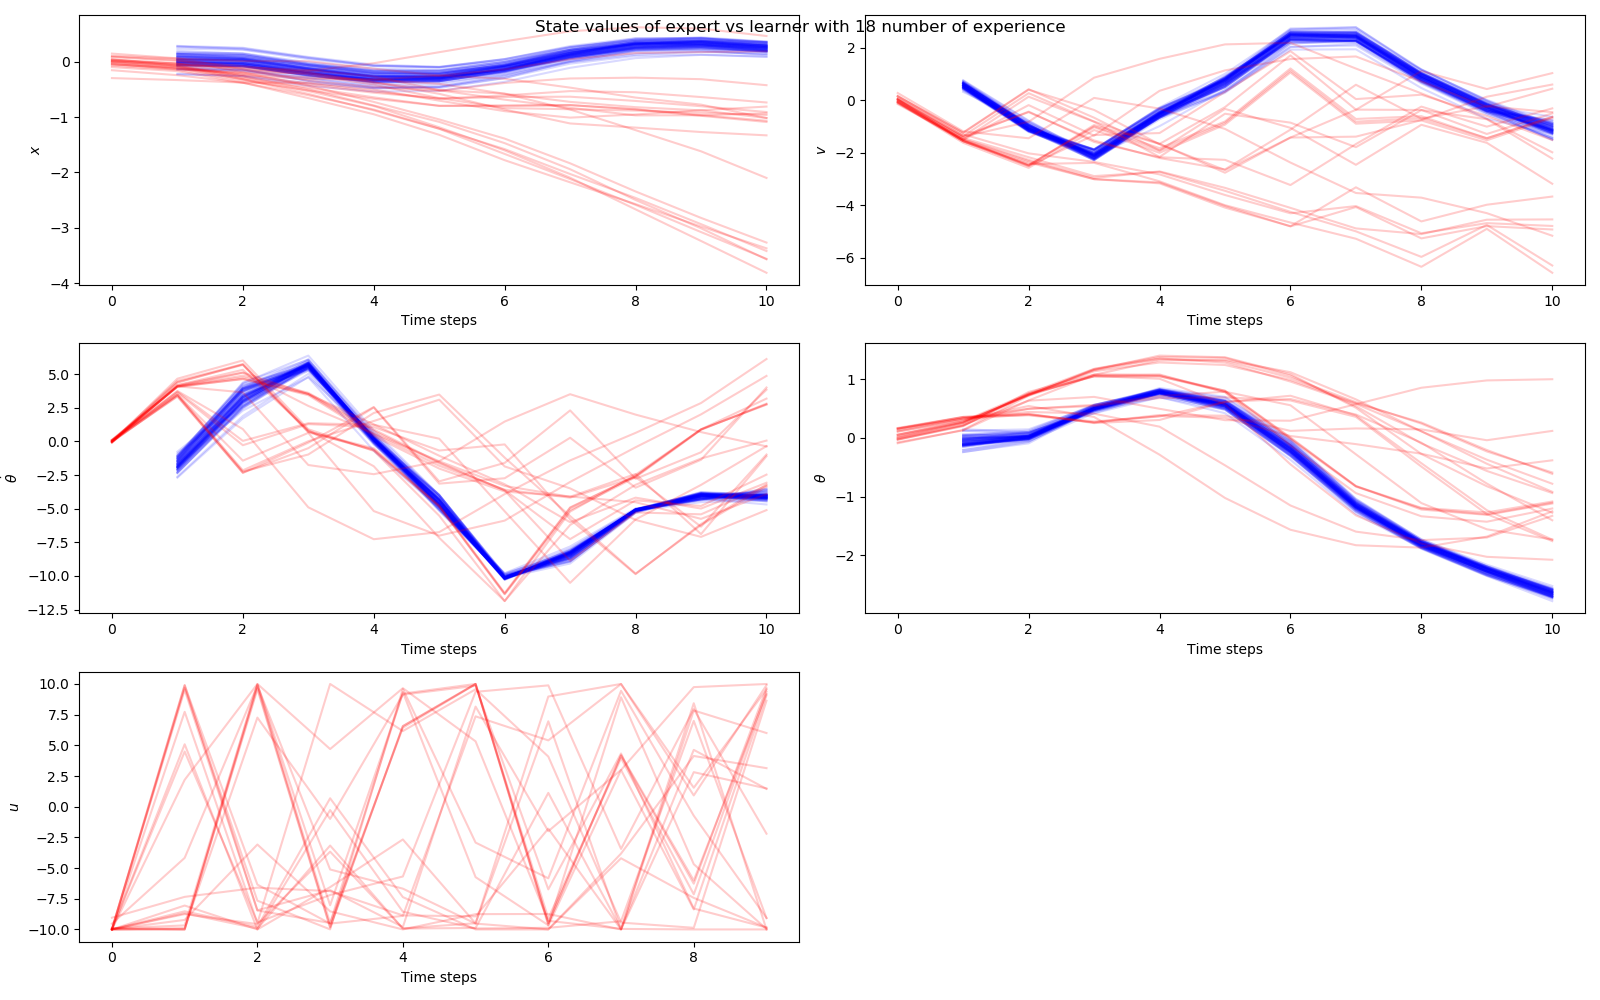 State values of expert vs learner with 18 number of experience
0
−1
−2
−3
−4
x
0 2 4 6 8 10
Time steps
2
0
−2
−4
−6
v
0 2 4 6 8 10
Time steps
5.0
2.5
0.0
−2.5
−5.0
−7.5
−10.0
−12.5
θ̇
0 2 4 6 8 10
Time steps
1
0
−1
−2
θ
0 2 4 6 8 10
Time steps
10.0
7.5
5.0
2.5
0.0
−2.5
−5.0
−7.5
−10.0
u
0 2 4 6 8
Time steps